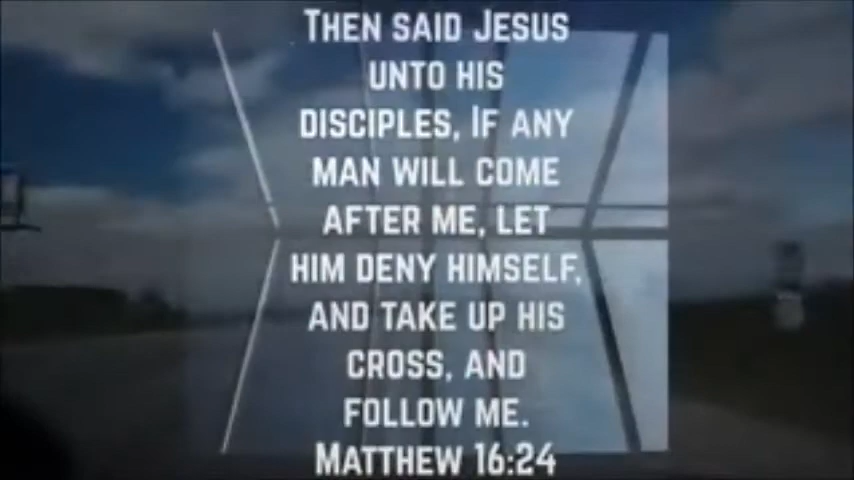 Then said Jesus
unto his
disciples, If any
man will come
after me, let
him deny himself,
and take up his
cross, and
follow me.
Matthew 16:24